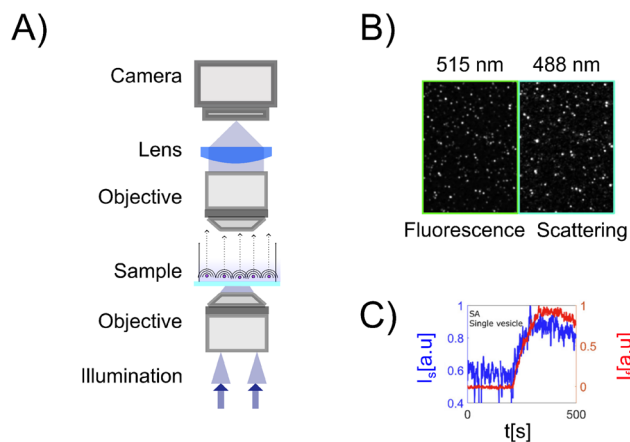 A)
Camera
Lens
Objective
Sample
Objective
Illumination
B)
515 nm 488 nm
Fluorescence Scattering
C)
SA
Single vesicle
1
0.8
0.6
0.4
I_s[a.u]
1
0.5
0
I_f[a.u]
0 500
t[s]